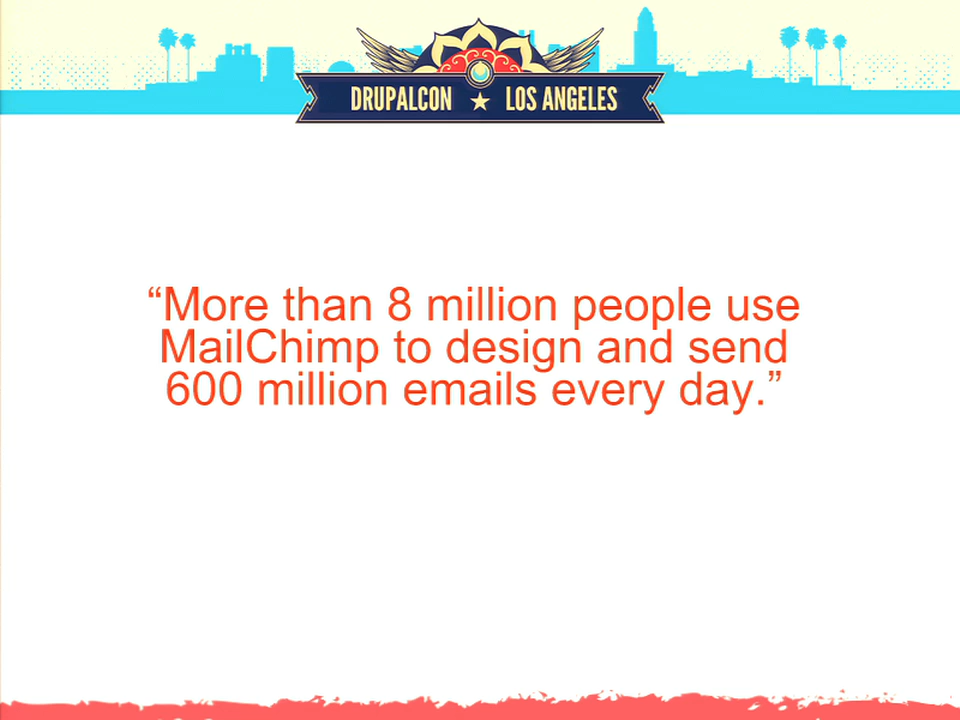 DRUPALCON ★ LOS ANGELES
“More than 8 million people use
MailChimp to design and send
600 million emails every day.”